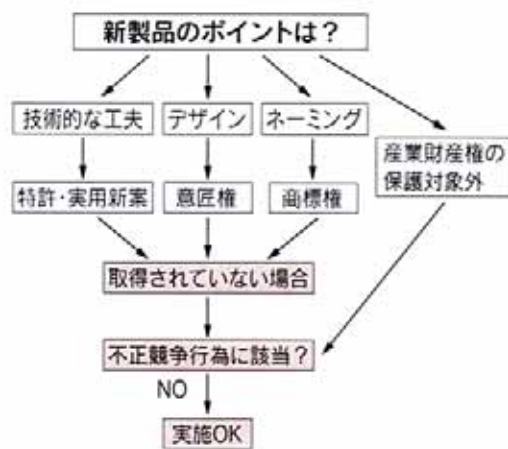 新製品のポイントは？
技術的な工夫
デザイン
ネーミング
産業財産権の
保護対象外
特許・実用新案
意匠権
商標権
取得されていない場合
不正競争行為に該当？
NO
実施OK